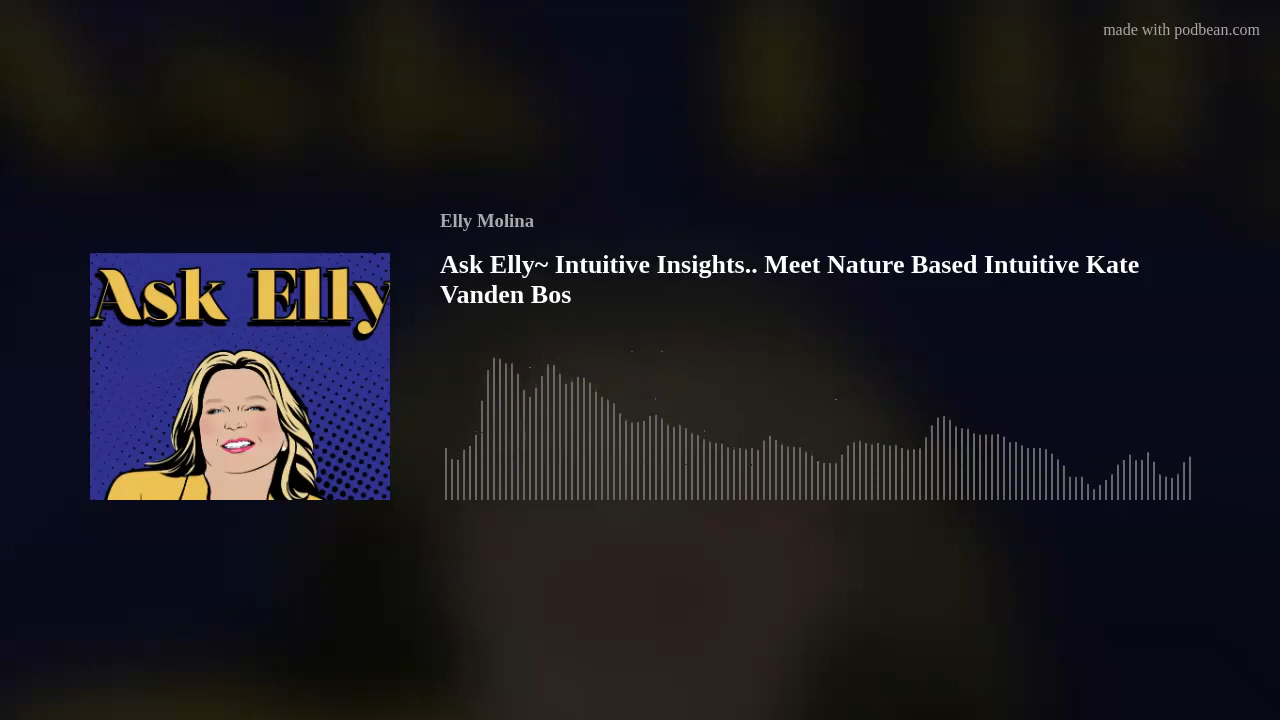 made with podbean.com
Elly Molina
Ask Elly~ Intuitive Insights.. Meet Nature Based Intuitive Kate
Vanden Bos
Ask Elly